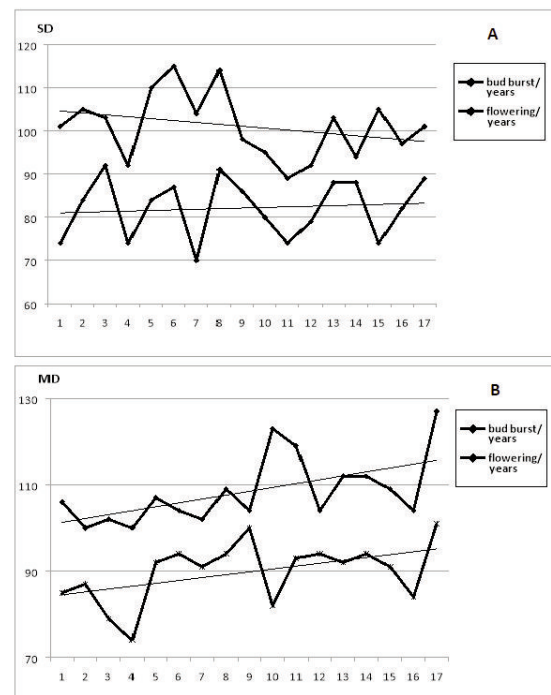 SD
A
120
110
100
90
80
70
60
1 2 3 4 5 6 7 8 9 10 11 12 13 14 15 16 17
bud burst/
years
flowering/
years
MD
B
130
110
90
70
1 2 3 4 5 6 7 8 9 10 11 12 13 14 15 16 17
bud burst/
years
flowering/
years